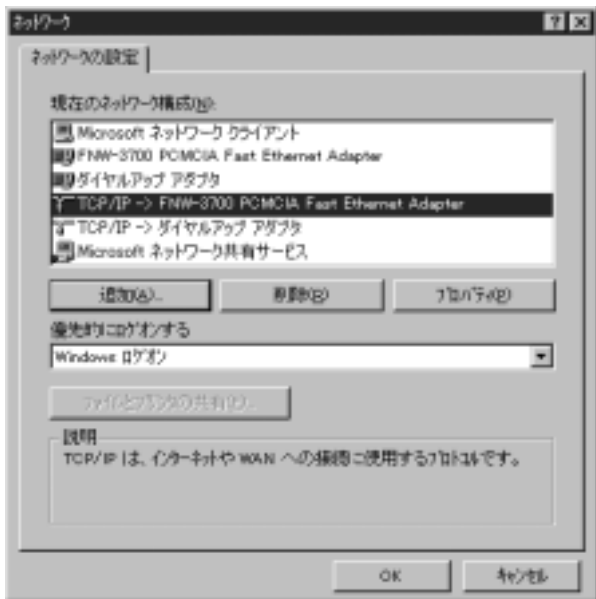 ネットワーク
ネットワークの設定
現在のネットワーク構成(N):
Microsoft ネットワーク クライアント
FNW-3700 PCMCIA Fast Ethernet Adapter
ダイヤルアップ アダプタ
TCP/IP -> FNW-3700 PCMCIA Fast Ethernet Adapter
TCP/IP -> ダイヤルアップ アダプタ
Microsoft ネットワーク共有サービス
追加(A)... 削除(R) プロパティ(P)
優先的にログオンする
Windows ログオン
ファイルとプリンタの共有(F)...
説明
TCP/IP は、インターネットや WAN への接続に使用するプロトコルです。
OK キャンセル